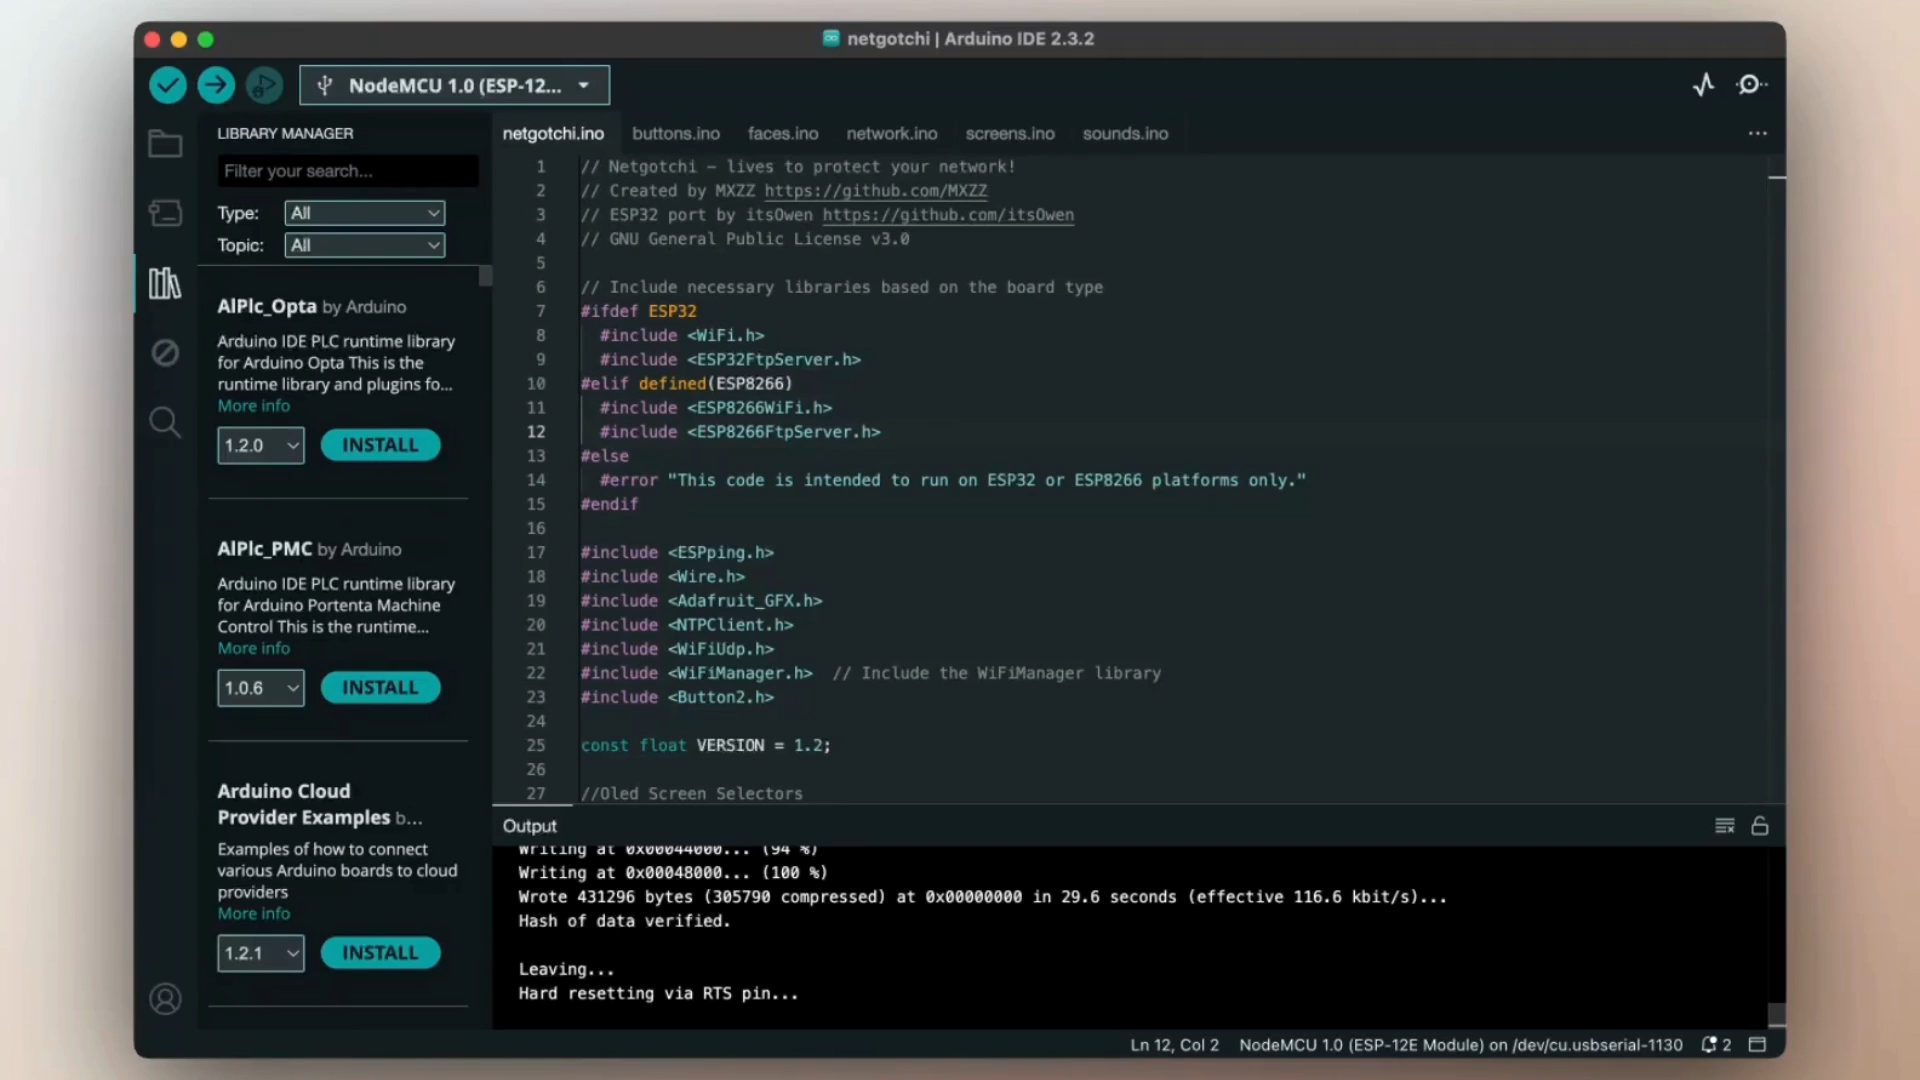 netgotchi | Arduino IDE 2.3.2
NodeMCU 1.0 (ESP-12...
LIBRARY MANAGER
Filter your search...
Type: All
Topic: All
AIPlc_Opta by Arduino
Arduino IDE PLC runtime library
for Arduino Opta This is the
runtime library and plugins fo...
More info
1.2.0 INSTALL
AIPlc_PMC by Arduino
Arduino IDE PLC runtime library
for Arduino Portenta Machine
Control This is the runtime...
More info
1.0.6 INSTALL
Arduino Cloud
Provider Examples b...
Examples of how to connect
various Arduino boards to cloud
providers
More info
1.2.1 INSTALL
netgotchi.ino buttons.ino faces.ino network.ino screens.ino sounds.ino
1 // Netgotchi – lives to protect your network!
2 // Created by MXZZ https://github.com/MXZZ
3 // ESP32 port by itsOwen https://github.com/itsOwen
4 // GNU General Public License v3.0
5
6 // Include necessary libraries based on the board type
7 #ifdef ESP32
8 #include <WiFi.h>
9 #include <ESP32FtpServer.h>
10 #elif defined(ESP8266)
11 #include <ESP8266WiFi.h>
12 #include <ESP8266FtpServer.h>
13 #else
14 #error "This code is intended to run on ESP32 or ESP8266 platforms only."
15 #endif
16
17 #include <ESPping.h>
18 #include <Wire.h>
19 #include <Adafruit_GFX.h>
20 #include <NTPClient.h>
21 #include <WiFiUdp.h>
22 #include <WiFiManager.h> // Include the WiFiManager library
23 #include <Button2.h>
24
25 const float VERSION = 1.2;
26
27 //Oled Screen Selectors
Output
Writing at 0x00044000... (94 %)
Writing at 0x00048000... (100 %)
Wrote 431296 bytes (305790 compressed) at 0x00000000 in 29.6 seconds (effective 116.6 kbit/s)...
Hash of data verified.
Leaving...
Hard resetting via RTS pin...
Ln 12, Col 2 NodeMCU 1.0 (ESP-12E Module) on /dev/cu.usbserial-1130 2